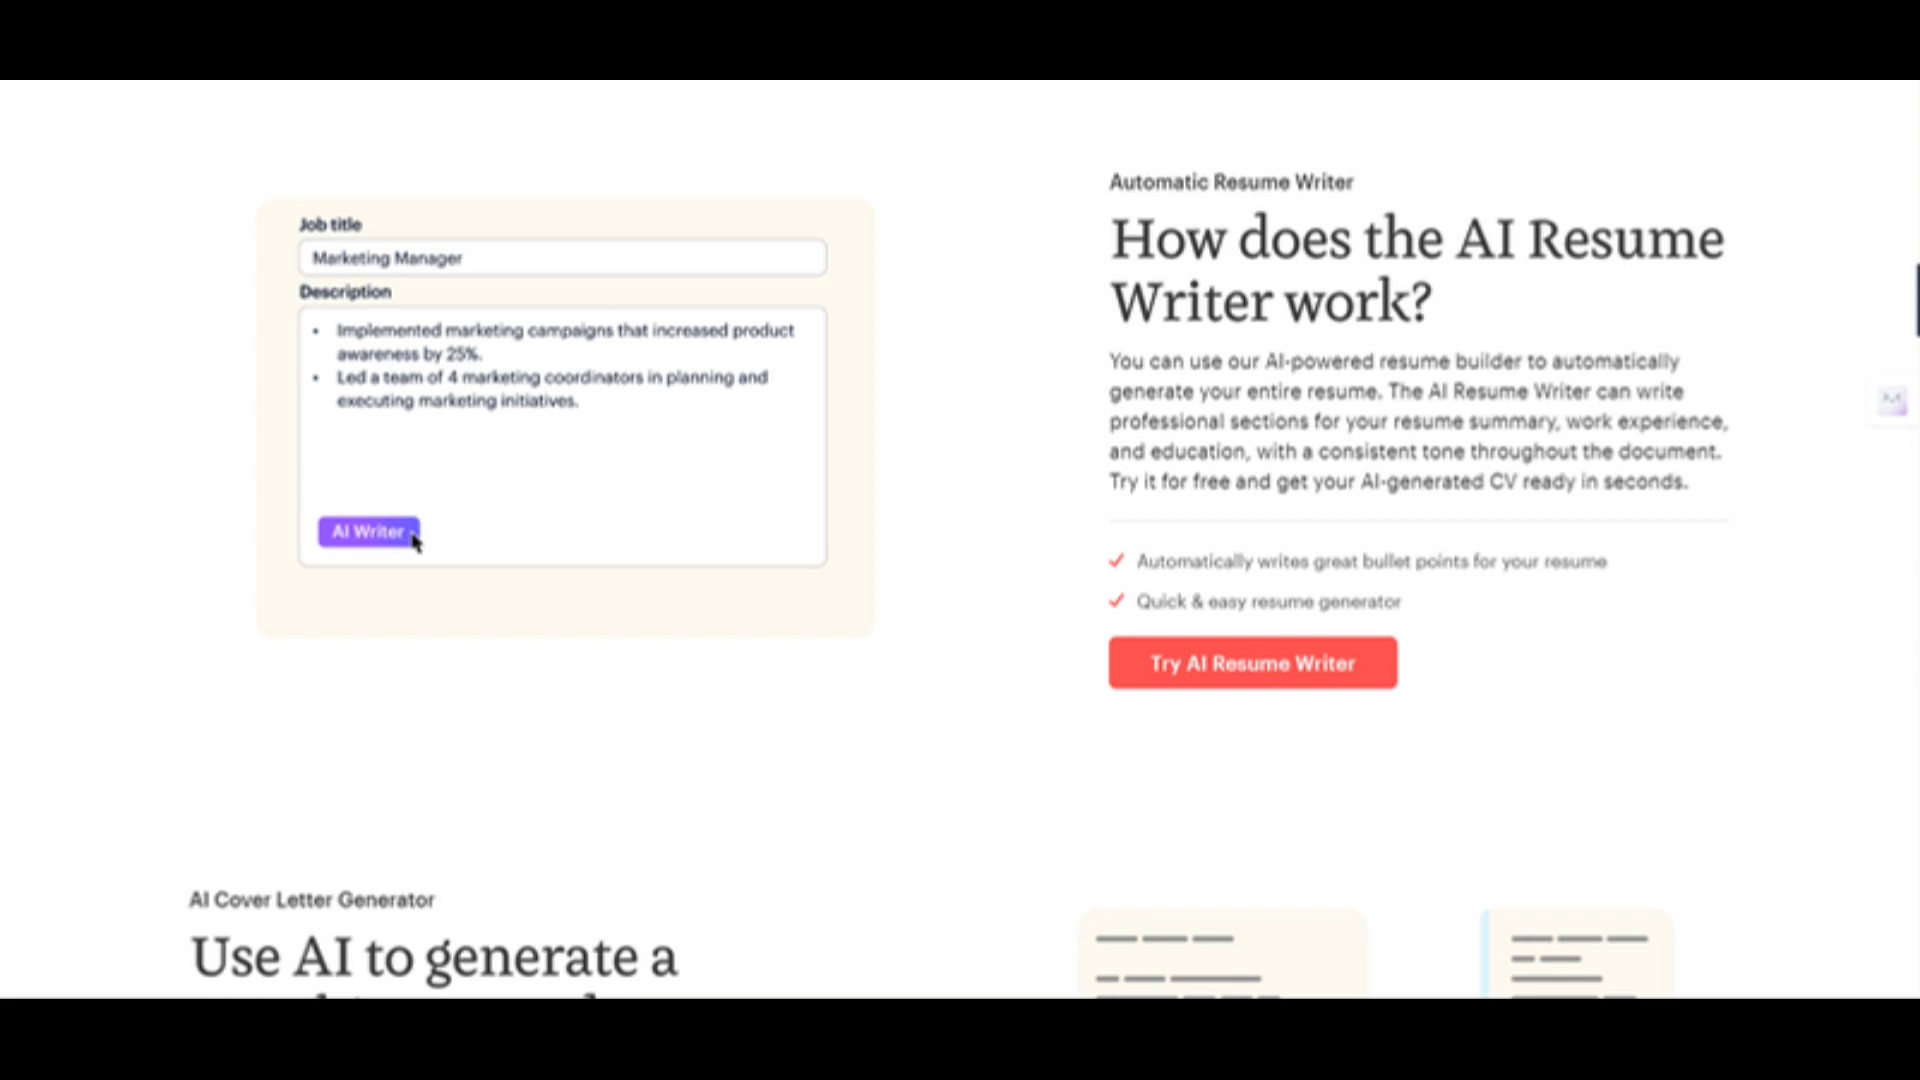 Job title
Marketing Manager
Description
• Implemented marketing campaigns that increased product
awareness by 25%.
• Led a team of 4 marketing coordinators in planning and
executing marketing initiatives.
AI Writer
Automatic Resume Writer
How does the AI Resume
Writer work?
You can use our AI-powered resume builder to automatically
generate your entire resume. The AI Resume Writer can write
professional sections for your resume summary, work experience,
and education, with a consistent tone throughout the document.
Try it for free and get your AI-generated CV ready in seconds.
Automatically writes great bullet points for your resume
Quick & easy resume generator
Try AI Resume Writer
AI Cover Letter Generator
Use AI to generate a